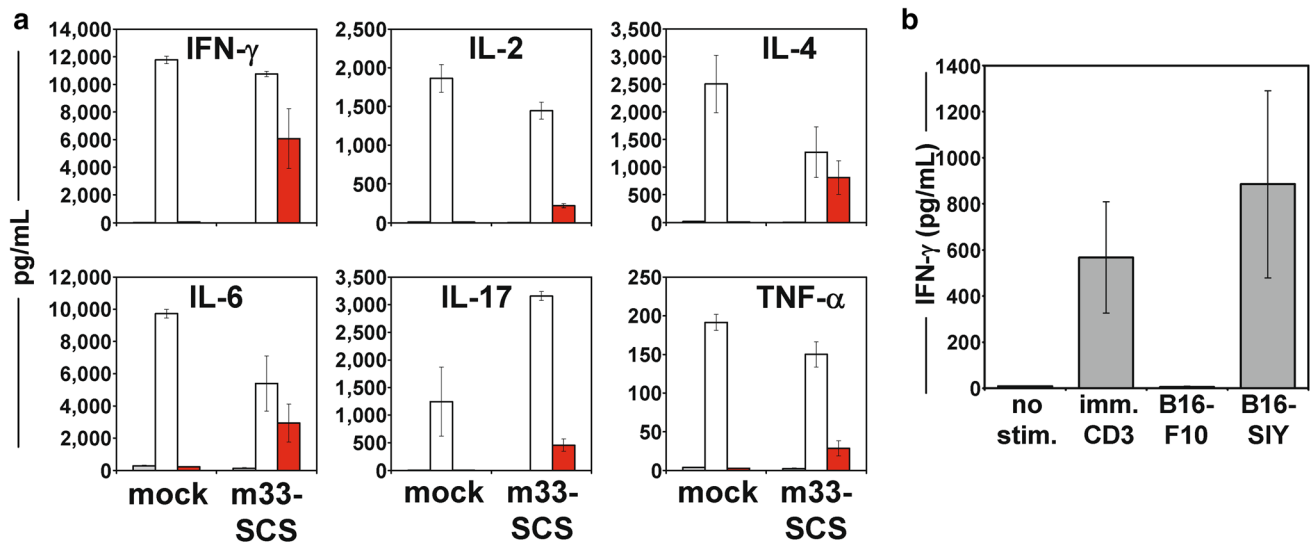 a
pg/mL
IFN-γ
14,000
12,000
10,000
8,000
6,000
4,000
2,000
0
IL-2
2,500
2,000
1,500
1,000
500
0
IL-4
3,500
3,000
2,500
2,000
1,500
1,000
500
0
IL-6
12,000
10,000
8,000
6,000
4,000
2,000
0
mock
m33-
SCS
IL-17
3,500
3,000
2,500
2,000
1,500
1,000
500
0
mock
m33-
SCS
TNF-α
250
200
150
100
50
0
mock
m33-
SCS
b
IFN-γ (pg/mL)
1400
1200
1000
800
600
400
200
0
no
stim.
imm.
CD3
B16-
F10
B16-
SIY